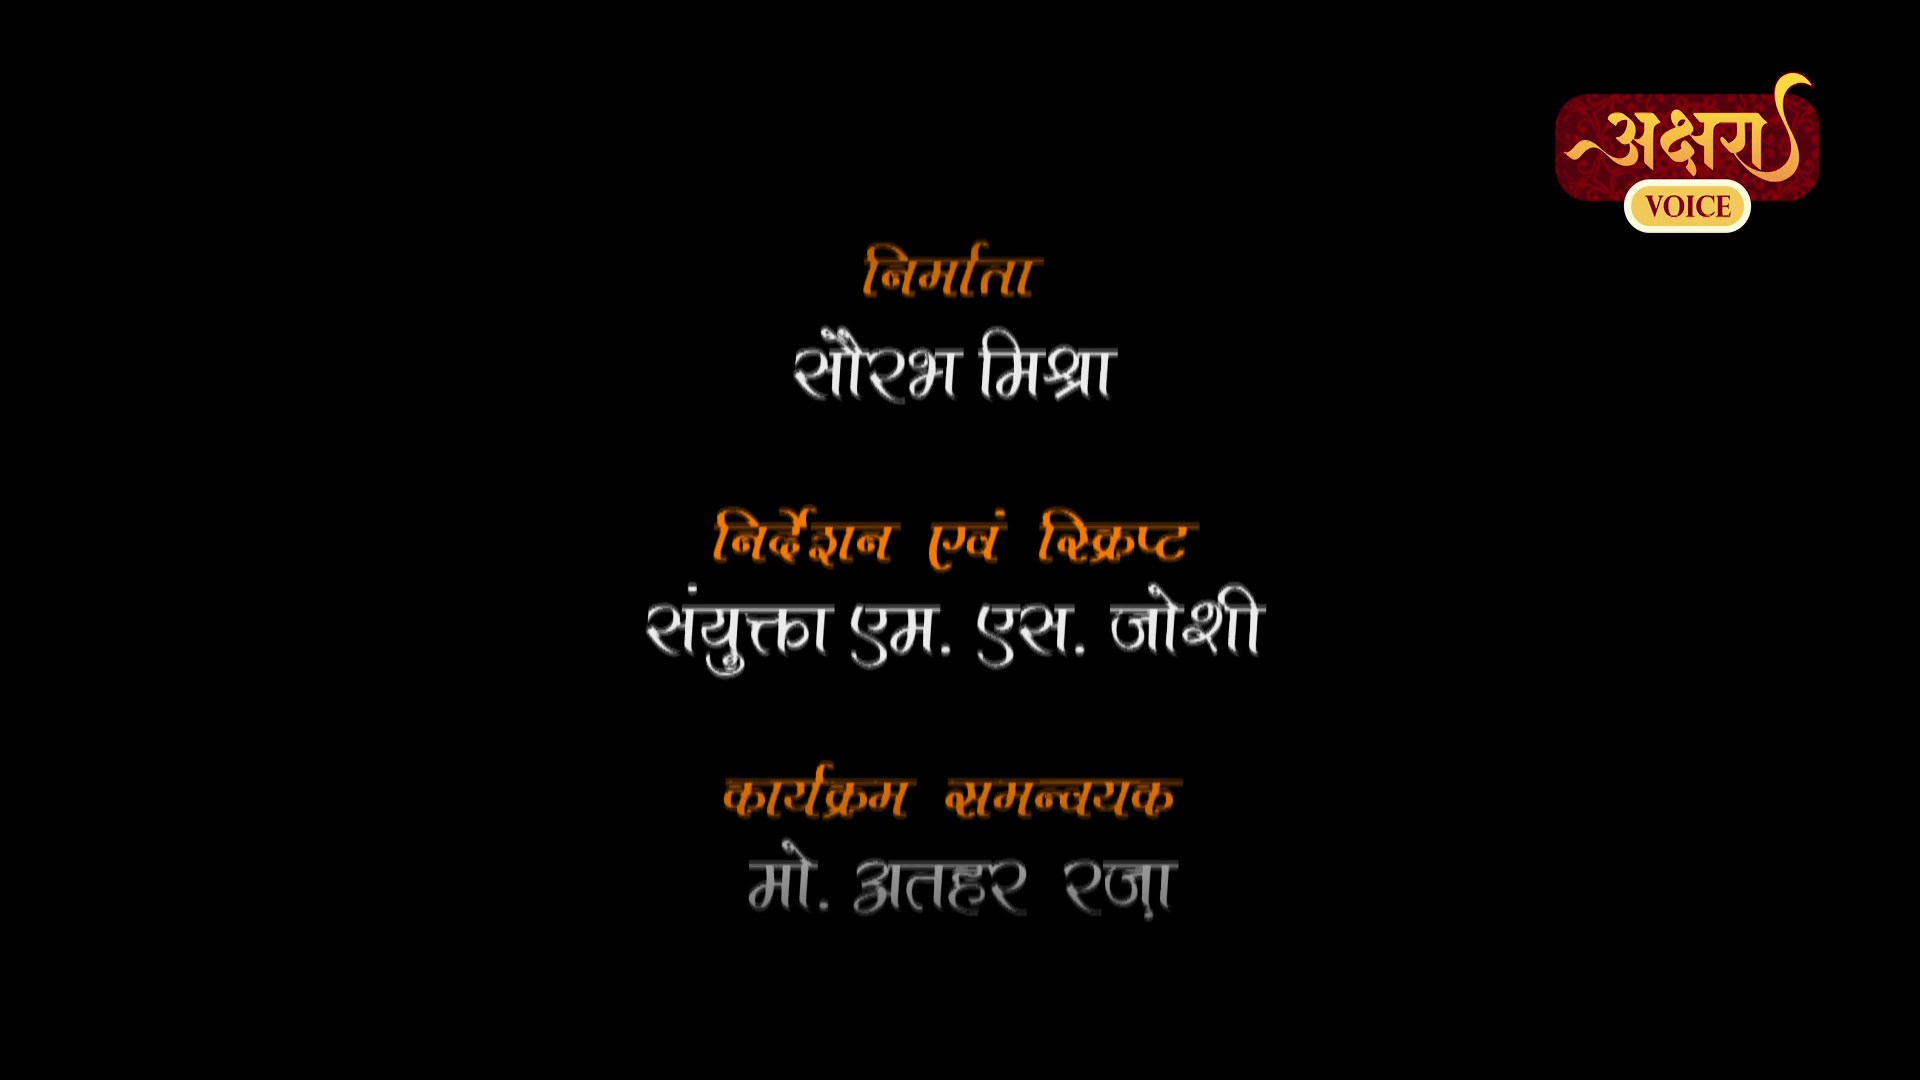 अक्षरा
VOICE
निर्माता
सौरभ मिश्रा
निर्देशन एवं स्क्रिप्ट
संयुक्ता एम. एस. जोशी
कार्यक्रम समन्वयक
मो. अतहर रज़ा